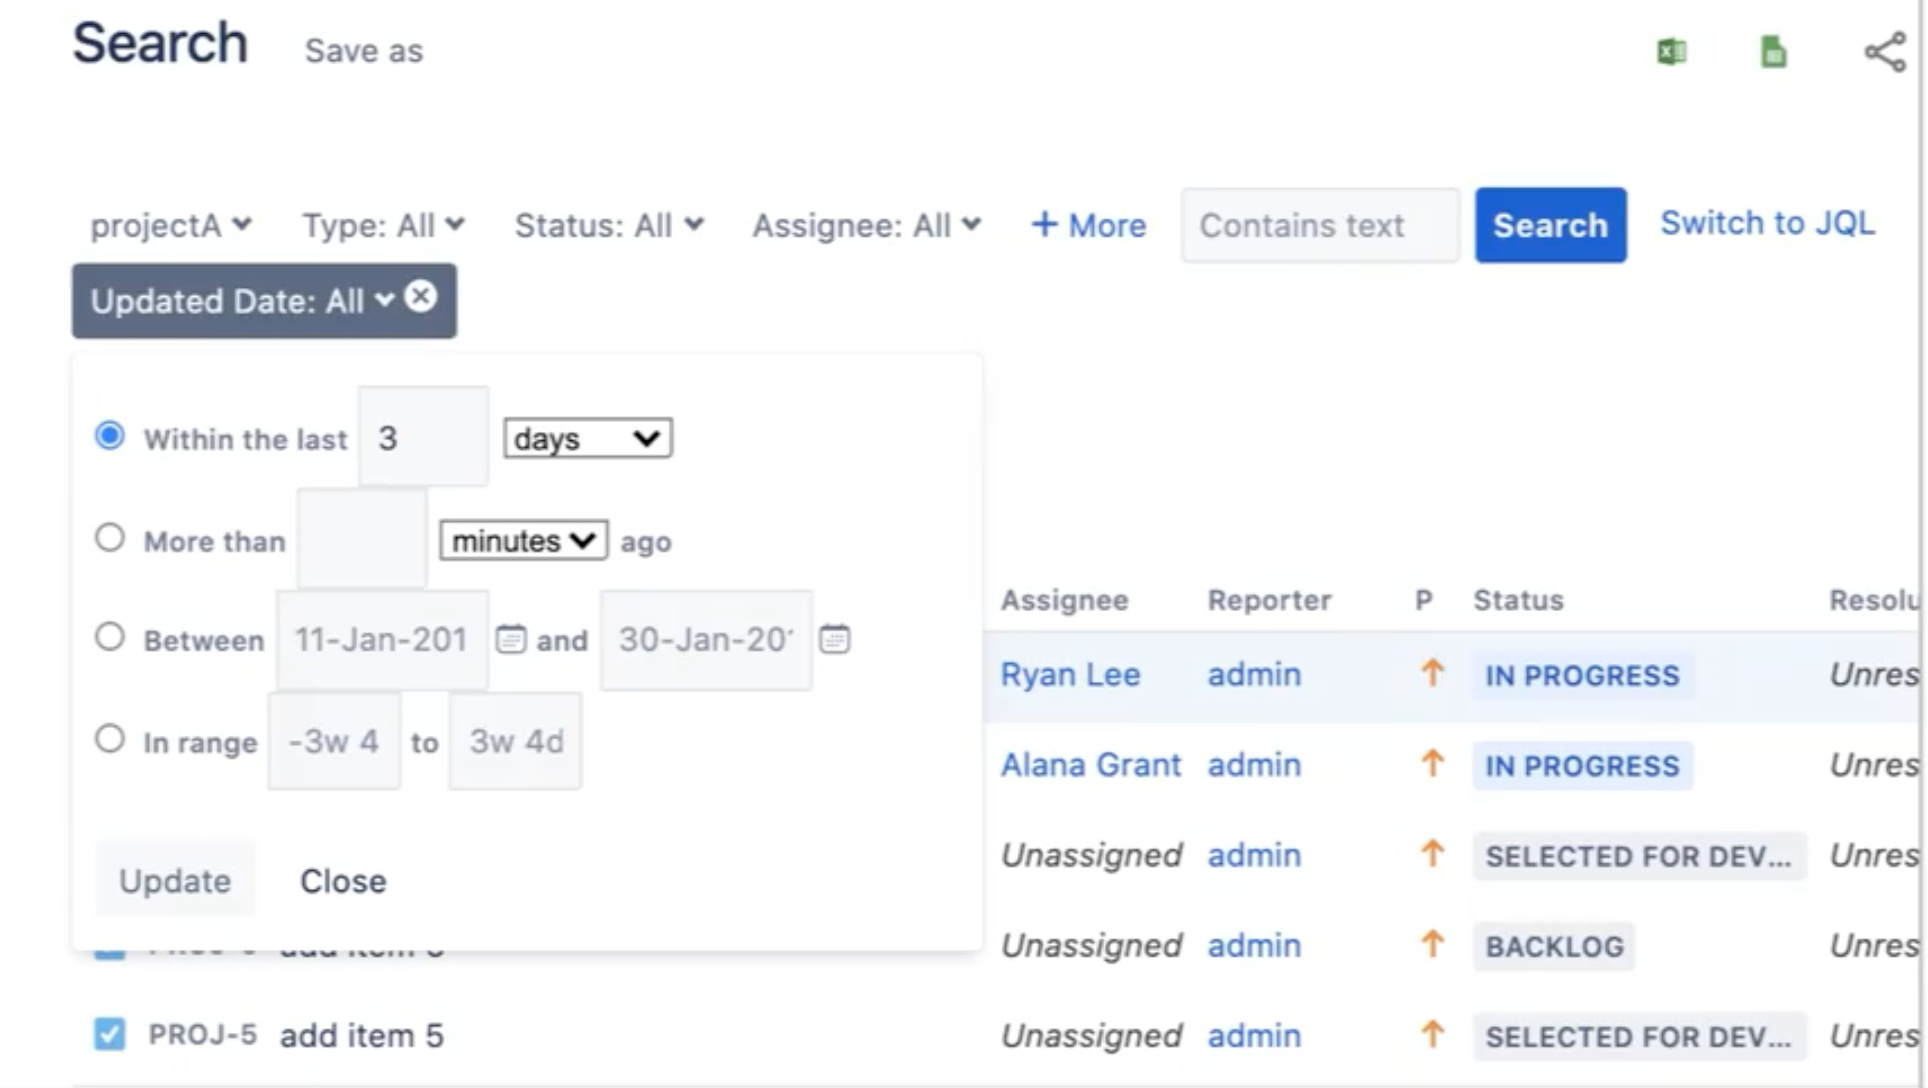 Search Save as
projectA Type: All Status: All Assignee: All + More Contains text Search Switch to JQL
Updated Date: All
Within the last 3 days
More than minutes ago
Between 11-Jan-201 and 30-Jan-20
In range -3w 4 to 3w 4d
Update Close
Assignee Reporter P Status Resolu
Ryan Lee admin IN PROGRESS Unres
Alana Grant admin IN PROGRESS Unres
Unassigned admin SELECTED FOR DEV... Unres
Unassigned admin BACKLOG Unres
PROJ-5 add item 5 Unassigned admin SELECTED FOR DEV... Unres